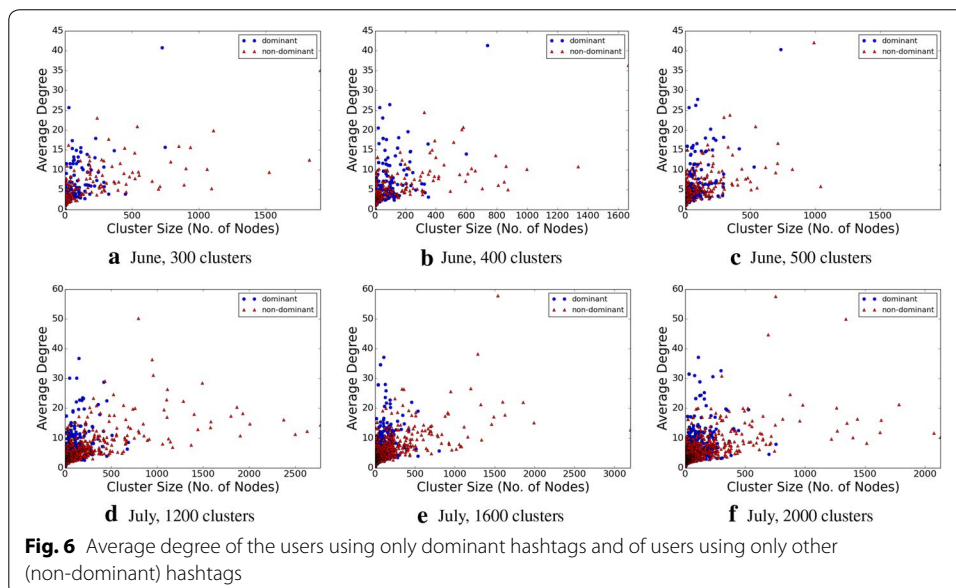 45
40
35
30
25
20
15
10
5
0
Average Degree
dominant
non-dominant
0 500 1000 1500
Cluster Size (No. of Nodes)
a June, 300 clusters
45
40
35
30
25
20
15
10
5
0
Average Degree
dominant
non-dominant
0 200 400 600 800 1000 1200 1400 1600
Cluster Size (No. of Nodes)
b June, 400 clusters
45
40
35
30
25
20
15
10
5
0
Average Degree
dominant
non-dominant
0 500 1000 1500
Cluster Size (No. of Nodes)
c June, 500 clusters
60
50
40
30
20
10
0
Average Degree
dominant
non-dominant
0 500 1000 1500 2000 2500
Cluster Size (No. of Nodes)
d July, 1200 clusters
60
50
40
30
20
10
0
Average Degree
dominant
non-dominant
0 500 1000 1500 2000 2500 3000
Cluster Size (No. of Nodes)
e July, 1600 clusters
60
50
40
30
20
10
0
Average Degree
dominant
non-dominant
0 500 1000 1500 2000
Cluster Size (No. of Nodes)
f July, 2000 clusters
Fig. 6 Average degree of the users using only dominant hashtags and of users using only other
(non-dominant) hashtags